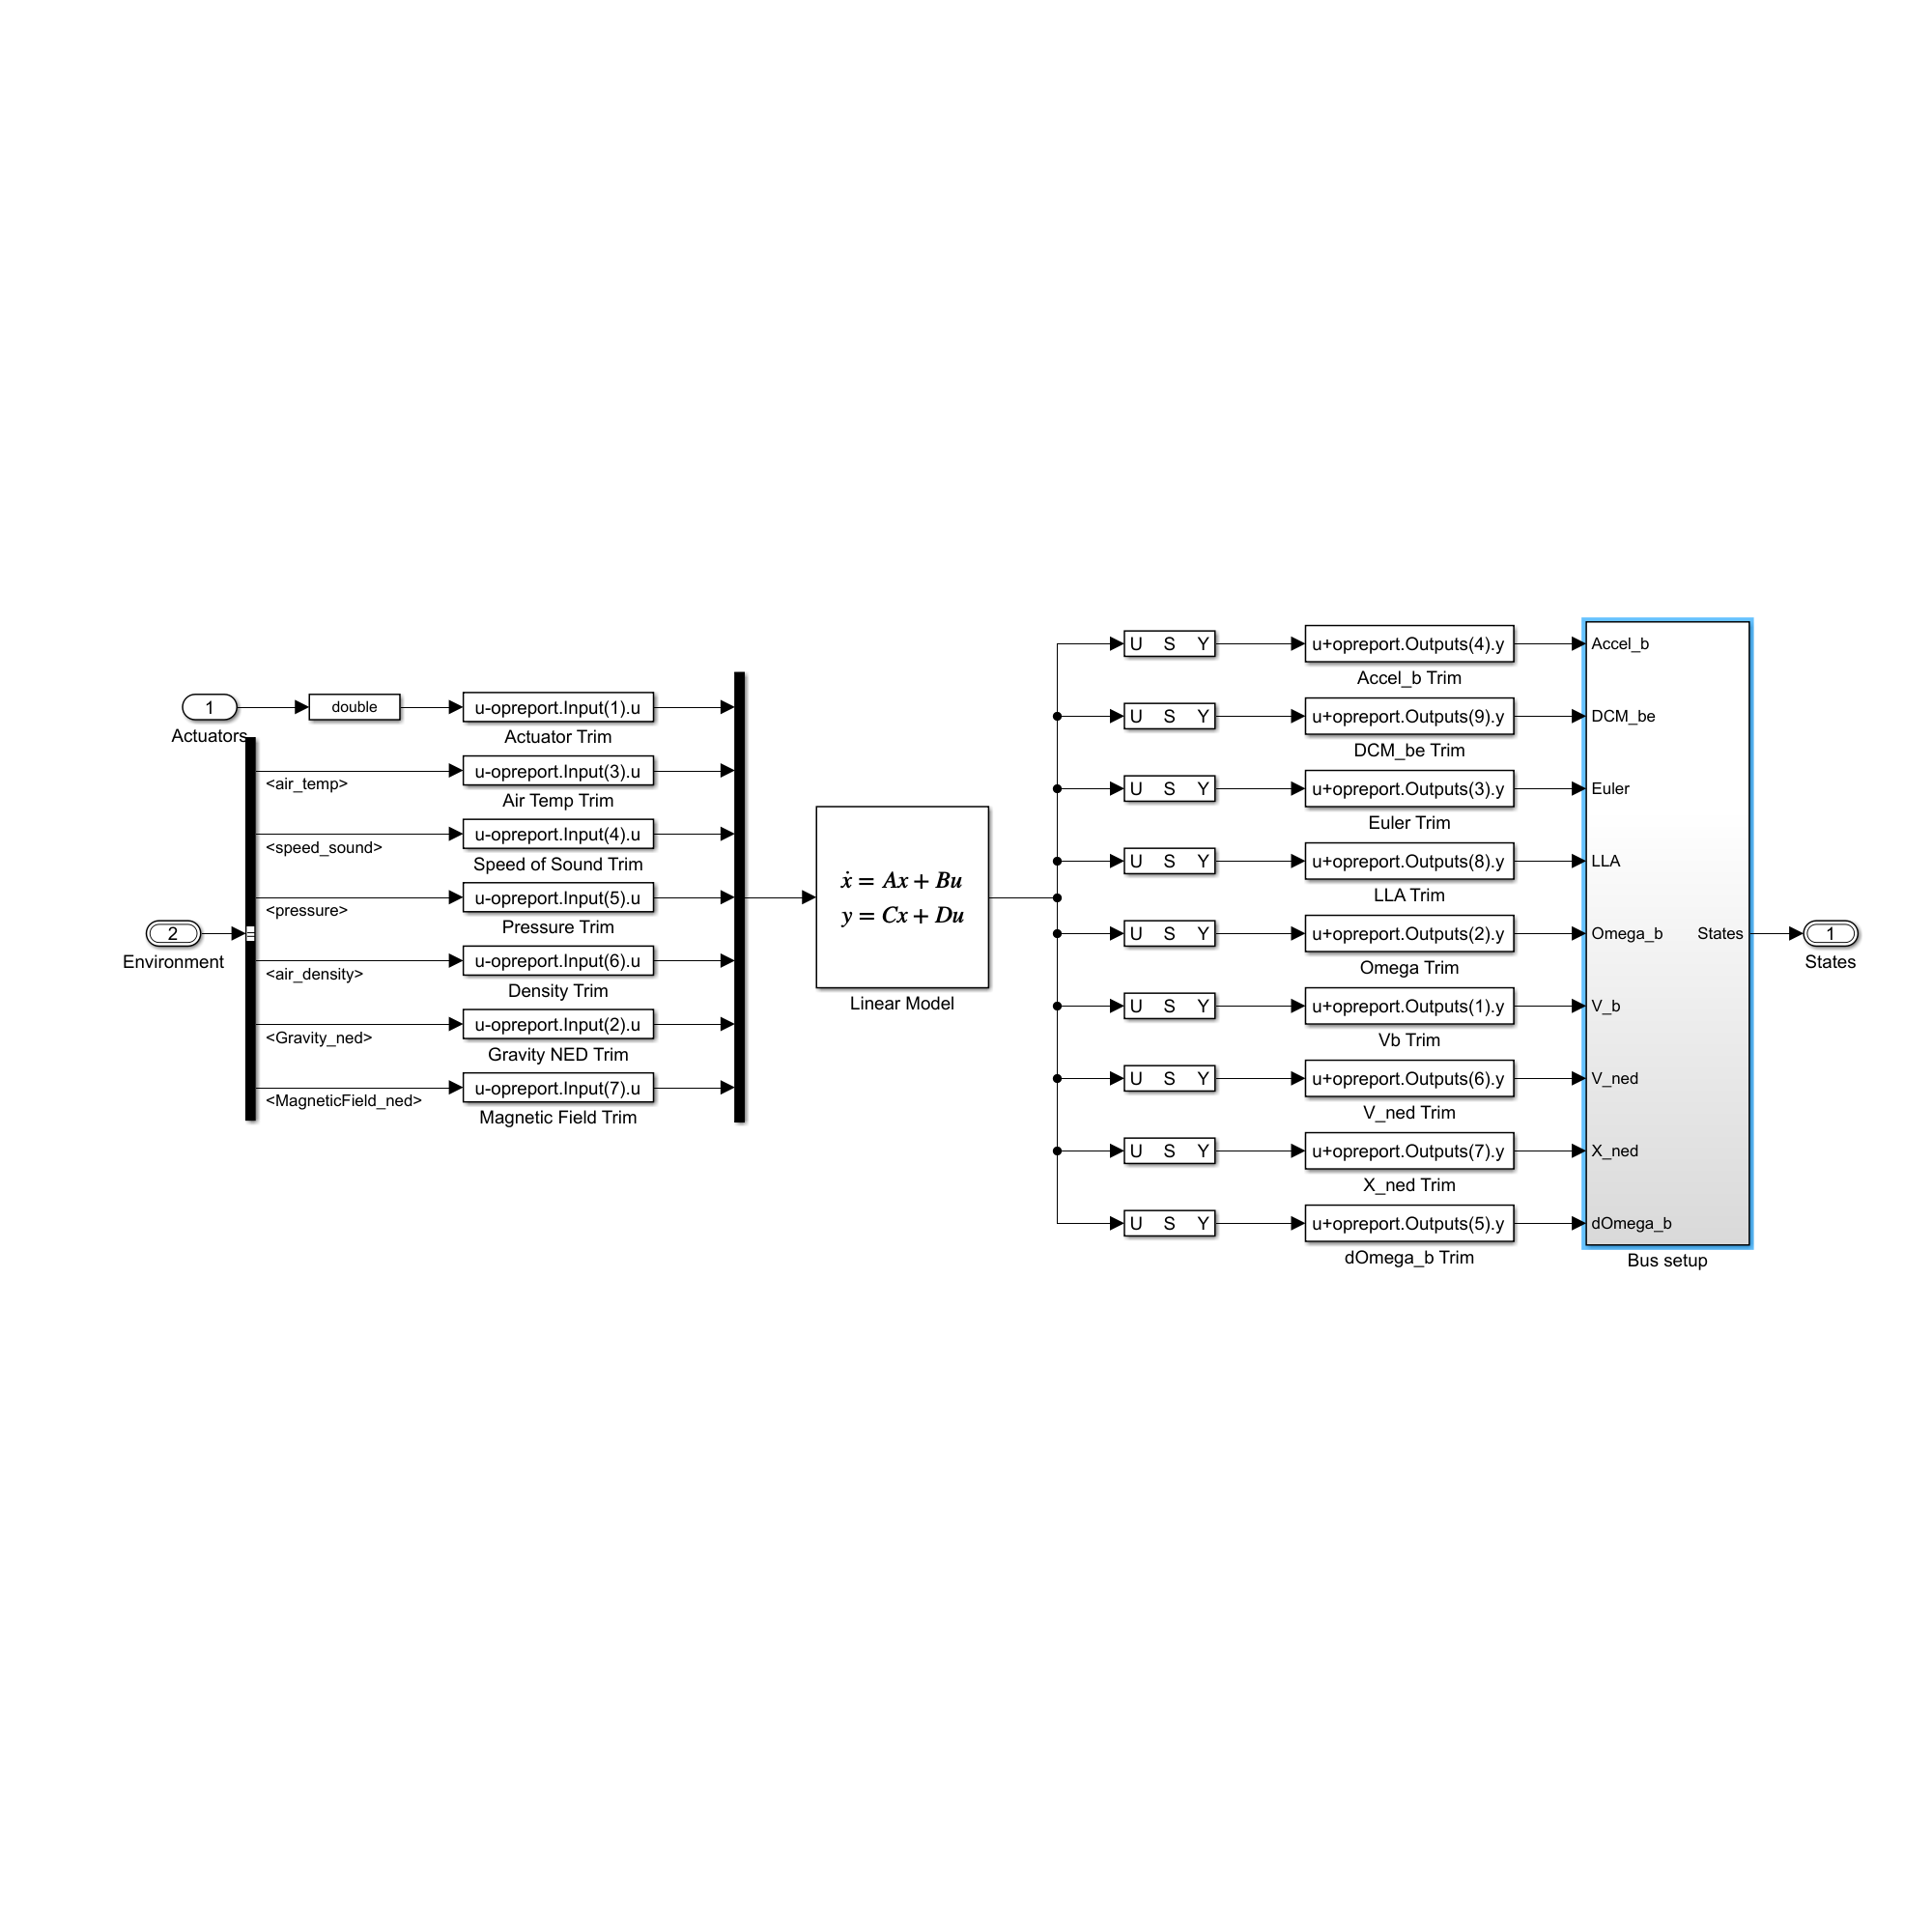 1
Actuators
double
u-opreport.Input(1).u
Actuator Trim
<air_temp>
u-opreport.Input(3).u
Air Temp Trim
<speed_sound>
u-opreport.Input(4).u
Speed of Sound Trim
<pressure>
u-opreport.Input(5).u
Pressure Trim
2
Environment
<air_density>
u-opreport.Input(6).u
Density Trim
<Gravity_ned>
u-opreport.Input(2).u
Gravity NED Trim
<MagneticField_ned>
u-opreport.Input(7).u
Magnetic Field Trim
ẋ = Ax + Bu
y = Cx + Du
Linear Model
U S Y
u+opreport.Outputs(4).y
Accel_b Trim
U S Y
u+opreport.Outputs(9).y
DCM_be Trim
U S Y
u+opreport.Outputs(3).y
Euler Trim
U S Y
u+opreport.Outputs(8).y
LLA Trim
U S Y
u+opreport.Outputs(2).y
Omega Trim
U S Y
u+opreport.Outputs(1).y
Vb Trim
U S Y
u+opreport.Outputs(6).y
V_ned Trim
U S Y
u+opreport.Outputs(7).y
X_ned Trim
U S Y
u+opreport.Outputs(5).y
dOmega_b Trim
Accel_b
DCM_be
Euler
LLA
Omega_b
V_b
V_ned
X_ned
dOmega_b
States
Bus setup
1
States